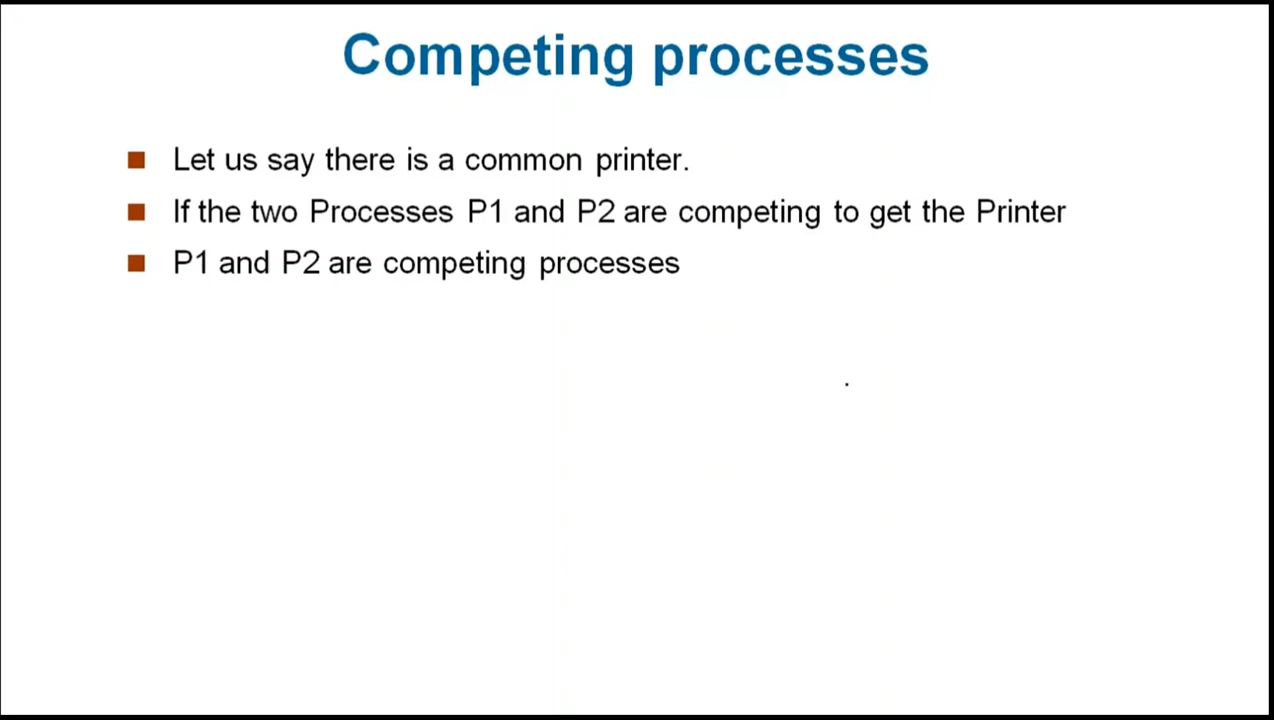 Competing processes
Let us say there is a common printer.
If the two Processes P1 and P2 are competing to get the Printer
P1 and P2 are competing processes